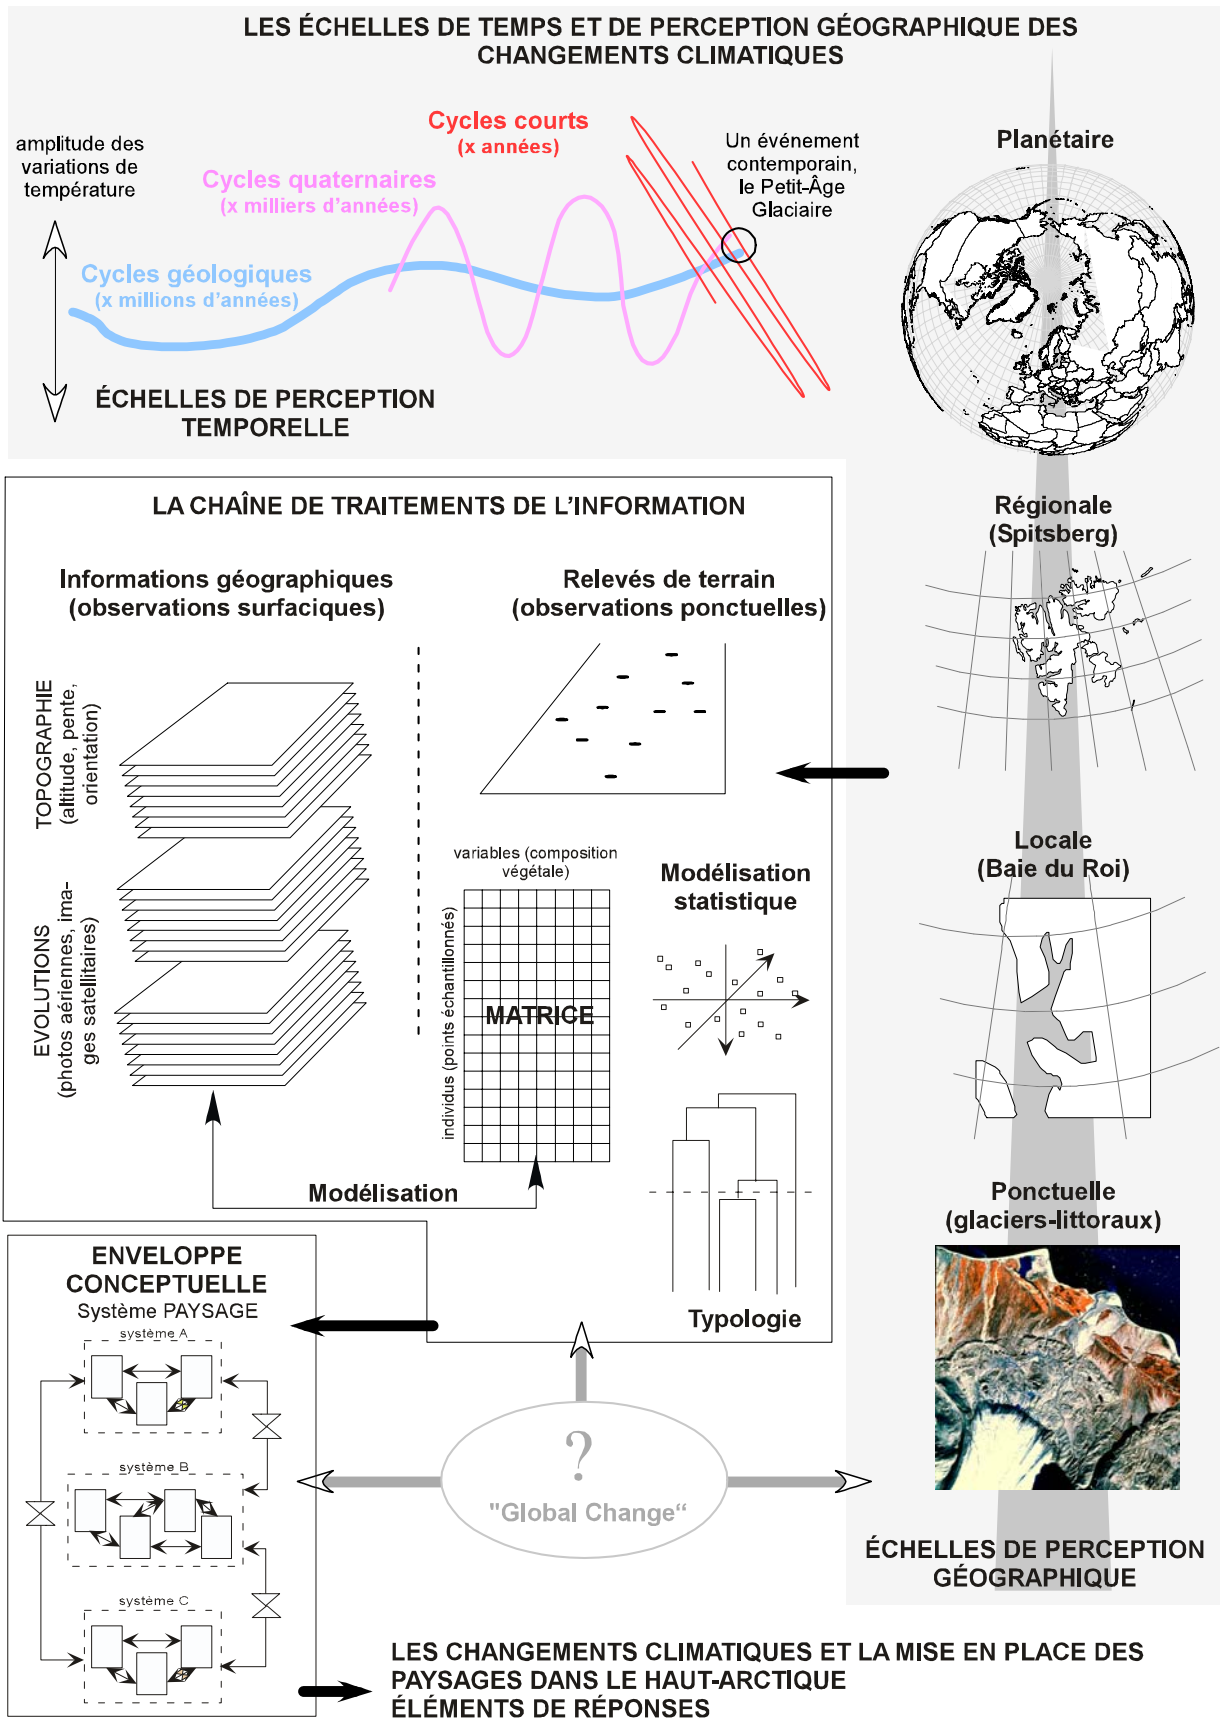 LES ÉCHELLES DE TEMPS ET DE PERCEPTION GÉOGRAPHIQUE DES
CHANGEMENTS CLIMATIQUES
amplitude des
variations de
température
Cycles géologiques
(x millions d'années)
Cycles quaternaires
(x milliers d'années)
Cycles courts
(x années)
Un événement
contemporain,
le Petit-Âge
Glaciaire
ÉCHELLES DE PERCEPTION
TEMPORELLE
Planétaire
Régionale
(Spitsberg)
Locale
(Baie du Roi)
Ponctuelle
(glaciers-littoraux)
ÉCHELLES DE PERCEPTION
GÉOGRAPHIQUE
LA CHAÎNE DE TRAITEMENTS DE L'INFORMATION
Informations géographiques
(observations surfaciques)
Relevés de terrain
(observations ponctuelles)
TOPOGRAPHIE
(altitude, pente,
orientation)
EVOLUTIONS
(photos aériennes, ima-
ges satellitaires)
variables (composition
végétale)
individus (points échantillonnés)
MATRICE
Modélisation
statistique
Modélisation
Typologie
ENVELOPPE
CONCEPTUELLE
Système PAYSAGE
système A
système B
système C
?
"Global Change“
LES CHANGEMENTS CLIMATIQUES ET LA MISE EN PLACE DES
PAYSAGES DANS LE HAUT-ARCTIQUE
ÉLÉMENTS DE RÉPONSES